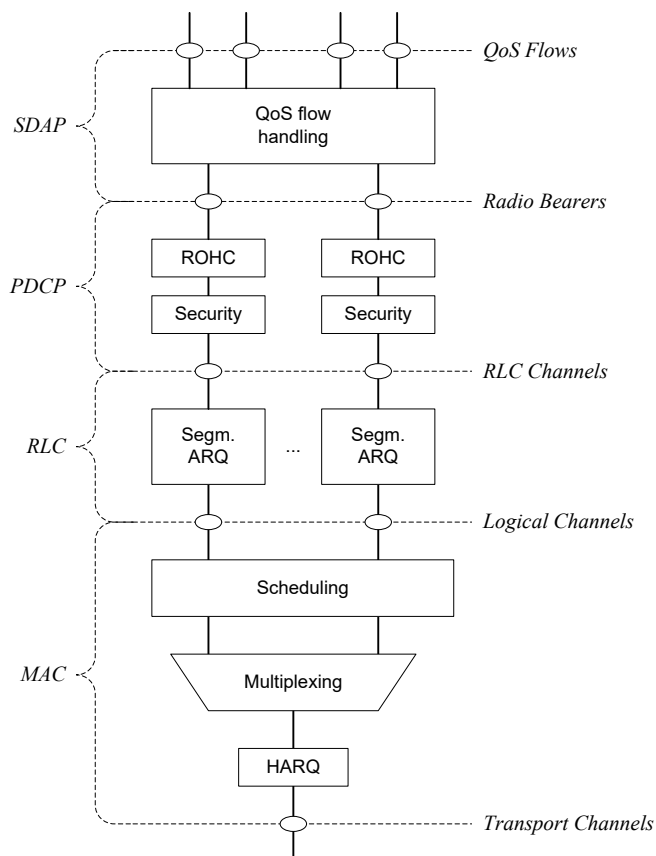 QoS Flows
QoS flow
handling
SDAP
Radio Bearers
ROHC
ROHC
PDCP
Security
Security
RLC Channels
Segm.
ARQ
...
Segm.
ARQ
RLC
Logical Channels
Scheduling
MAC
Multiplexing
HARQ
Transport Channels